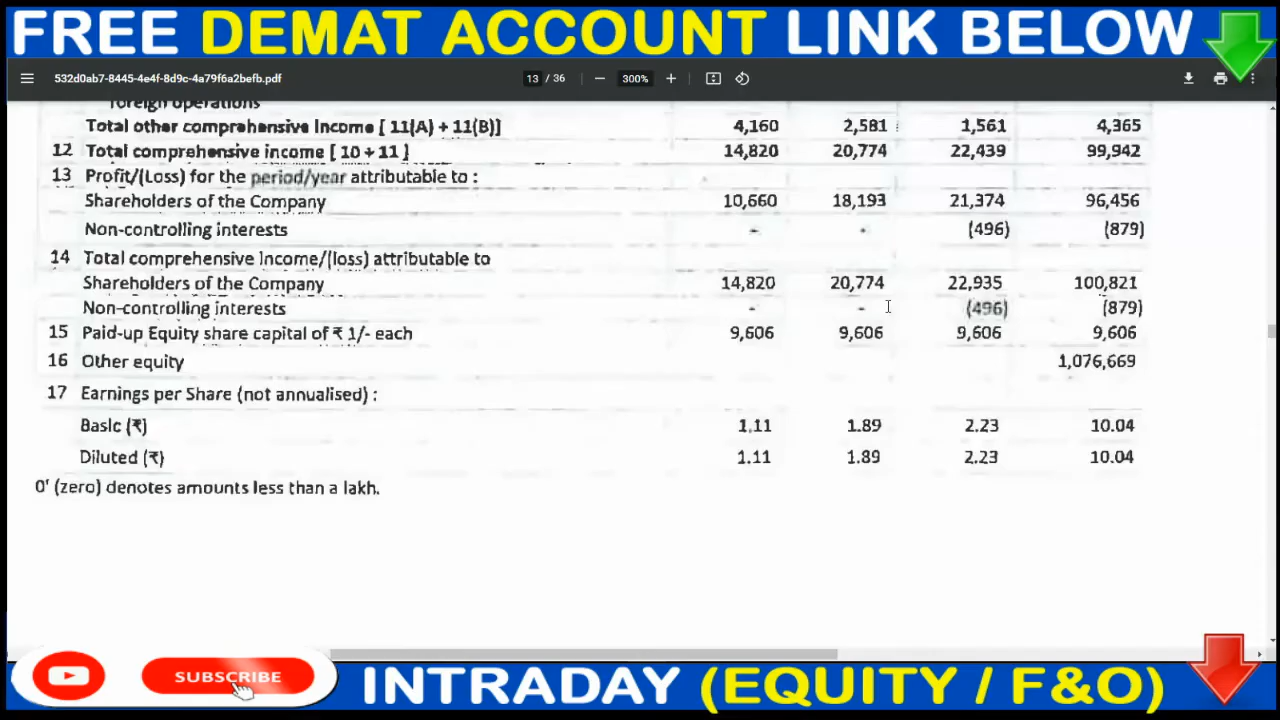 FREE DEMAT ACCOUNT LINK BELOW
532d0ab7-8445-4e4f-8d9c-4a79f6a2befb.pdf 13 / 36 — 300% +
foreign operations
Total other comprehensive Income [ 11(A) + 11(B)] 4,160 2,581 1,561 4,365
12 Total comprehensive income [ 10 + 11 ] 14,820 20,774 22,439 99,942
13 Profit/(Loss) for the period/year attributable to :
Shareholders of the Company 10,660 18,193 21,374 96,456
Non-controlling interests - - (496) (879)
14 Total comprehensive Income/(loss) attributable to
Shareholders of the Company 14,820 20,774 22,935 100,821
Non-controlling interests - - (496) (879)
15 Paid-up Equity share capital of ₹ 1/- each 9,606 9,606 9,606 9,606
16 Other equity 1,076,669
17 Earnings per Share (not annualised) :
Basic (₹) 1.11 1.89 2.23 10.04
Diluted (₹) 1.11 1.89 2.23 10.04
0' (zero) denotes amounts less than a lakh.
SUBSCRIBE
INTRADAY (EQUITY / F&O)